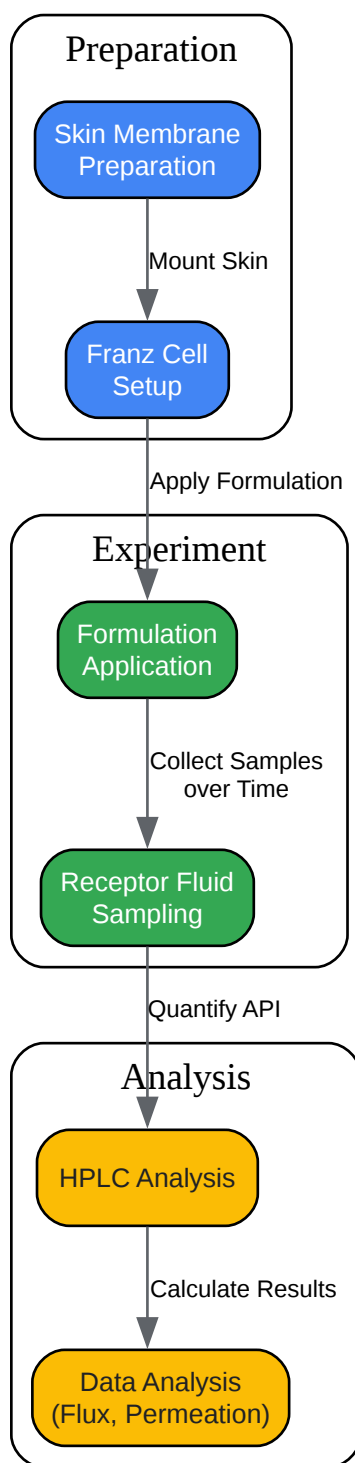 Preparation
Skin Membrane
Preparation
Mount Skin
Franz Cell
Setup
Apply Formulation
Experiment
Formulation
Application
Collect Samples
over Time
Receptor Fluid
Sampling
Quantify API
Analysis
HPLC Analysis
Calculate Results
Data Analysis
(Flux, Permeation)